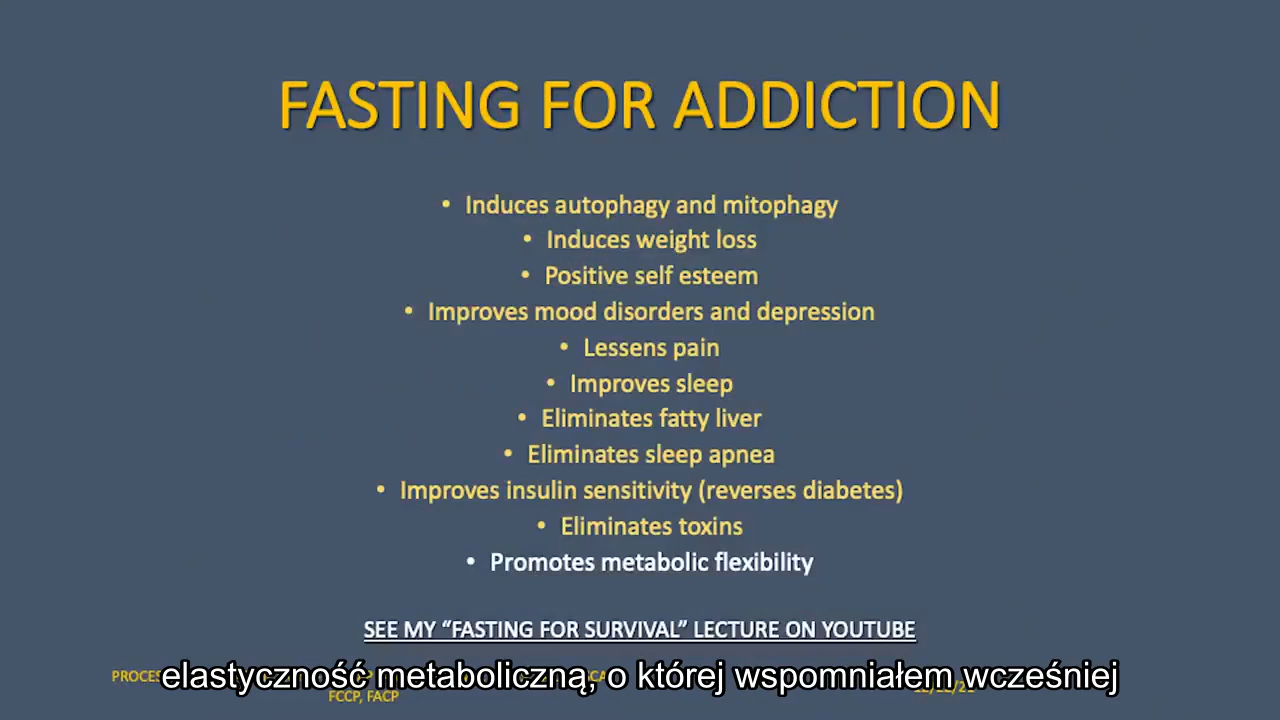 FASTING FOR ADDICTION
• Induces autophagy and mitophagy
• Induces weight loss
• Positive self esteem
• Improves mood disorders and depression
• Lessens pain
• Improves sleep
• Eliminates fatty liver
• Eliminates sleep apnea
• Improves insulin sensitivity (reverses diabetes)
• Eliminates toxins
• Promotes metabolic flexibility
SEE MY “FASTING FOR SURVIVAL” LECTURE ON YOUTUBE
elastyczność metaboliczną, o której wspomniałem wcześniej
FCCP, FACP